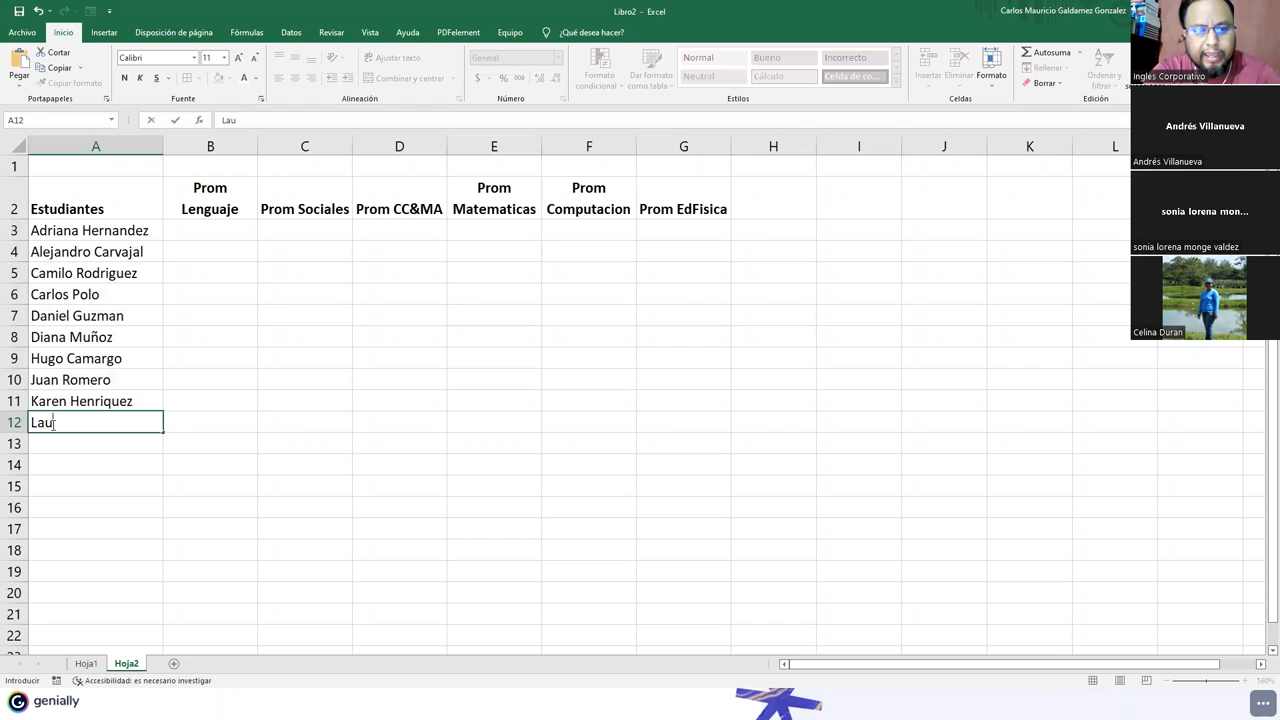 Libro2 - Excel
Carlos Mauricio Galdamez Gonzalez
Archivo Inicio Insertar Disposición de página Fórmulas Datos Revisar Vista Ayuda PDFelement Equipo ¿Qué desea hacer?
Pegar
Cortar
Copiar
Copiar formato
Portapapeles
Calibri 11
N K S
Fuente
Ajustar texto
Combinar y centrar
Alineación
General
Número
Formato condicional
Dar formato como tabla
Normal Bueno Incorrecto
Neutral Cálculo Celda de co...
Estilos
Insertar Eliminar Formato
Celdas
Autosuma
Rellenar
Borrar
Ordenar y
Edición
Ingles Corporativo
Andrés Villanueva
Andrés Villanueva
sonia lorena mon...
sonia lorena monge valdez
Celina Duran
A12 fx Lau
A B C D E F G H I J K L
1
2 Estudiantes Prom Lenguaje Prom Sociales Prom CC&MA Prom Matematicas Prom Computacion Prom EdFisica
3 Adriana Hernandez
4 Alejandro Carvajal
5 Camilo Rodriguez
6 Carlos Polo
7 Daniel Guzman
8 Diana Muñoz
9 Hugo Camargo
10 Juan Romero
11 Karen Henriquez
12 Lau
13
14
15
16
17
18
19
20
21
22
Hoja1 Hoja2
Introducir Accesibilidad: es necesario investigar
160%
genially